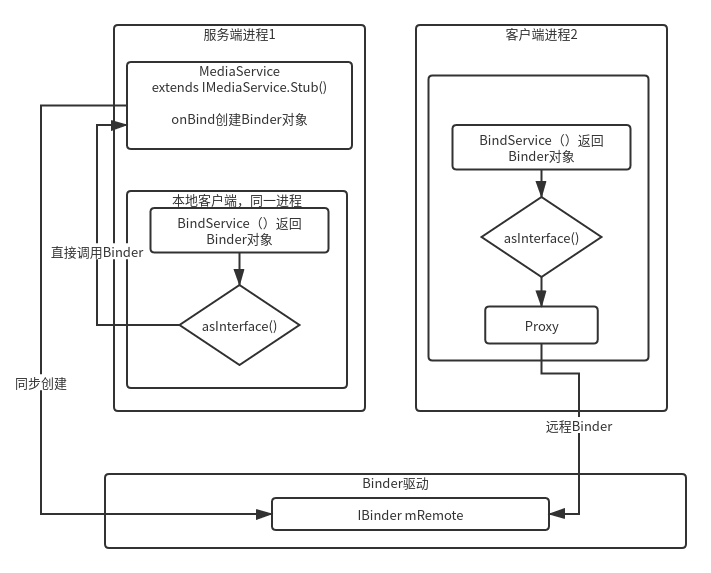 服务端进程1
MediaService
extends IMediaService.Stub()
onBind创建Binder对象
本地客户端，同一进程
BindService（）返回
Binder对象
asInterface()
直接调用Binder
同步创建
客户端进程2
BindService（）返回
Binder对象
asInterface()
Proxy
远程Binder
Binder驱动
IBinder mRemote